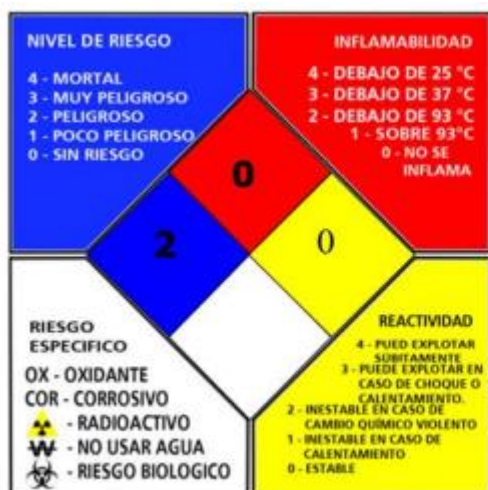 NIVEL DE RIESGO
4 - MORTAL
3 - MUY PELIGROSO
2 - PELIGROSO
1 - POCO PELIGROSO
0 - SIN RIESGO
INFLAMABILIDAD
4 - DEBAJO DE 25 °C
3 - DEBAJO DE 37 °C
2 - DEBAJO DE 93 °C
1 - SOBRE 93°C
0 - NO SE
INFLAMA
0
2
0
RIESGO
ESPECIFICO
OX - OXIDANTE
COR - CORROSIVO
- RADIOACTIVO
W - NO USAR AGUA
- RIESGO BIOLOGICO
REACTIVIDAD
4 - PUED EXPLOTAR
SÚBITAMENTE
3 - PUEDE EXPLOTAR EN
CASO DE CHOQUE O
CALENTAMIENTO.
2 - INESTABLE EN CASO DE
CAMBIO QUÍMICO VIOLENTO
1 - INESTABLE EN CASO DE
CALENTAMIENTO
0 - ESTABLE